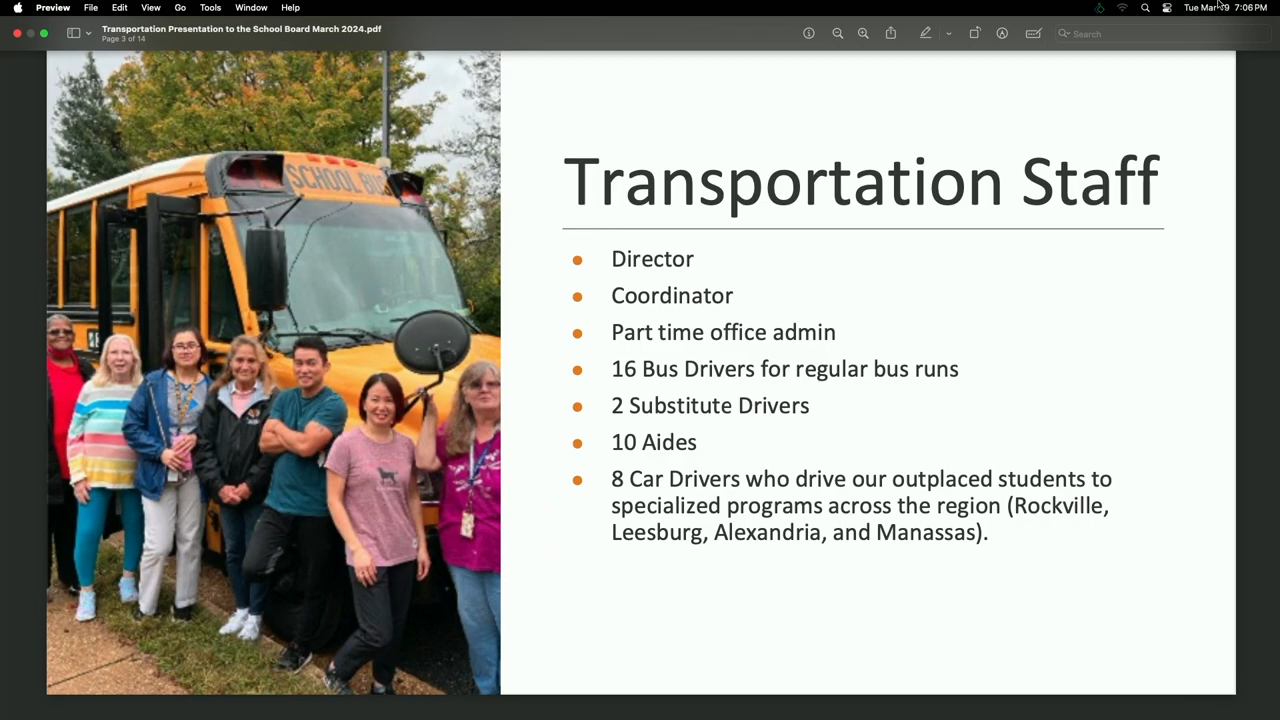 Preview File Edit View Go Tools Window Help
7:06 PM
Transportation Presentation to the School Board March 2024.pdf
Page 3 of 14
Search
SCHOOL BUS
Transportation Staff
Director
Coordinator
Part time office admin
16 Bus Drivers for regular bus runs
2 Substitute Drivers
10 Aides
8 Car Drivers who drive our outplaced students to
specialized programs across the region (Rockville,
Leesburg, Alexandria, and Manassas).